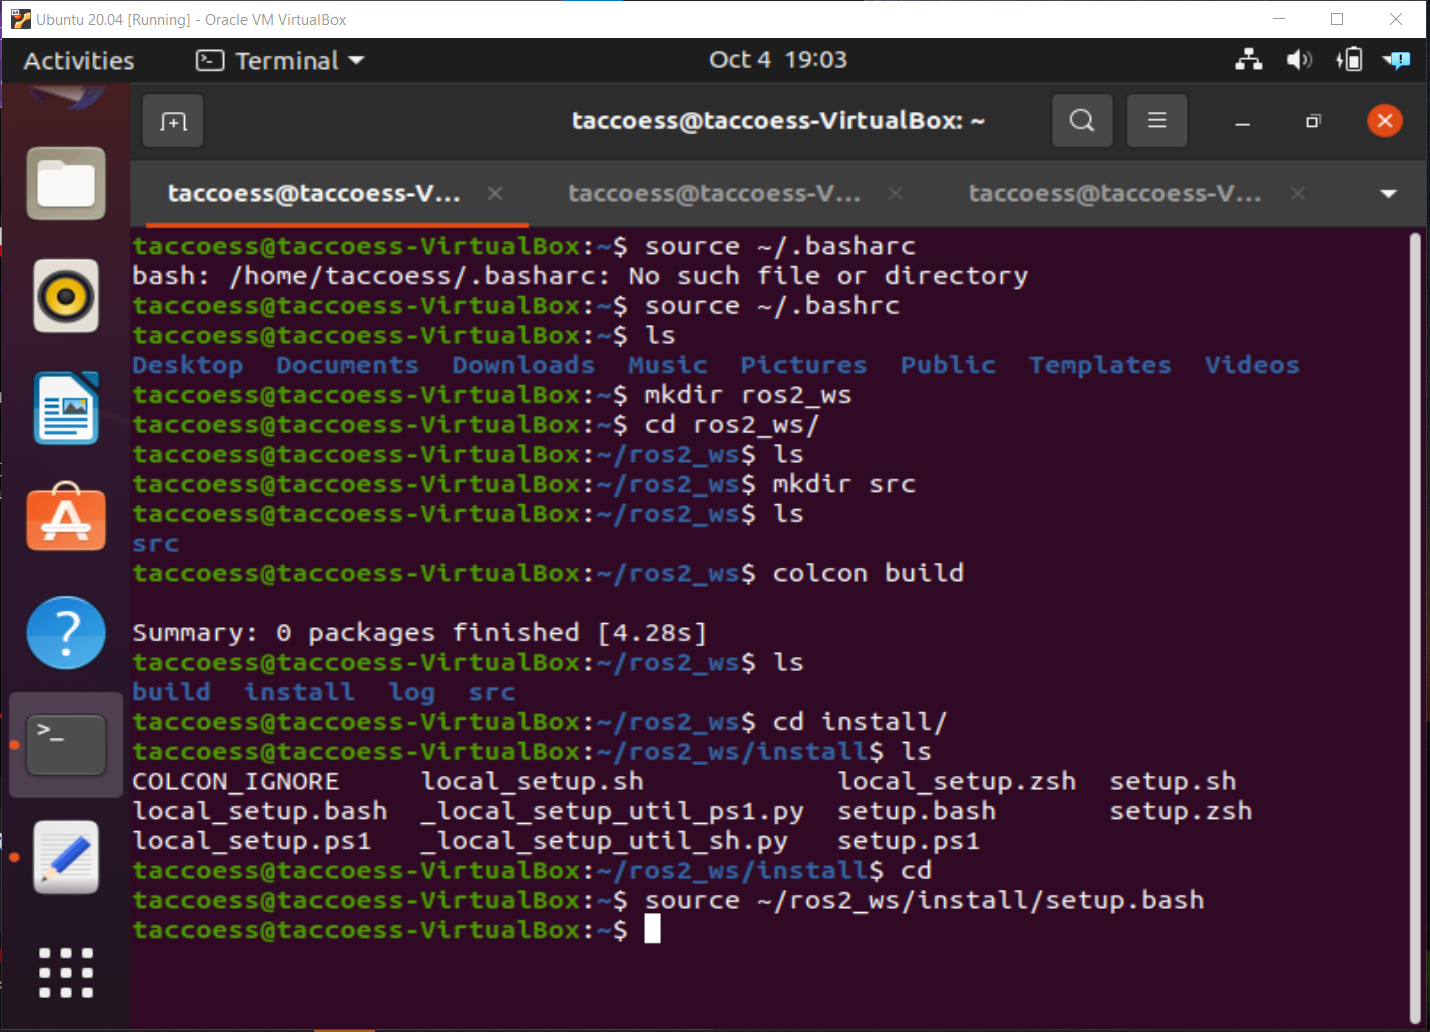 Ubuntu 20.04 [Running] - Oracle VM VirtualBox
Activities Terminal Oct 4 19:03
taccoess@taccoess-VirtualBox: ~
taccoess@taccoess-V... taccoess@taccoess-V... taccoess@taccoess-V...
taccoess@taccoess-VirtualBox:~$ source ~/.basharc
bash: /home/taccoess/.basharc: No such file or directory
taccoess@taccoess-VirtualBox:~$ source ~/.bashrc
taccoess@taccoess-VirtualBox:~$ ls
Desktop Documents Downloads Music Pictures Public Templates Videos
taccoess@taccoess-VirtualBox:~$ mkdir ros2_ws
taccoess@taccoess-VirtualBox:~$ cd ros2_ws/
taccoess@taccoess-VirtualBox:~/ros2_ws$ ls
taccoess@taccoess-VirtualBox:~/ros2_ws$ mkdir src
taccoess@taccoess-VirtualBox:~/ros2_ws$ ls
src
taccoess@taccoess-VirtualBox:~/ros2_ws$ colcon build
Summary: 0 packages finished [4.28s]
taccoess@taccoess-VirtualBox:~/ros2_ws$ ls
build install log src
taccoess@taccoess-VirtualBox:~/ros2_ws$ cd install/
taccoess@taccoess-VirtualBox:~/ros2_ws/install$ ls
COLCON_IGNORE local_setup.sh local_setup.zsh setup.sh
local_setup.bash _local_setup_util_ps1.py setup.bash setup.zsh
local_setup.ps1 _local_setup_util_sh.py setup.ps1
taccoess@taccoess-VirtualBox:~/ros2_ws/install$ cd
taccoess@taccoess-VirtualBox:~$ source ~/ros2_ws/install/setup.bash
taccoess@taccoess-VirtualBox:~$